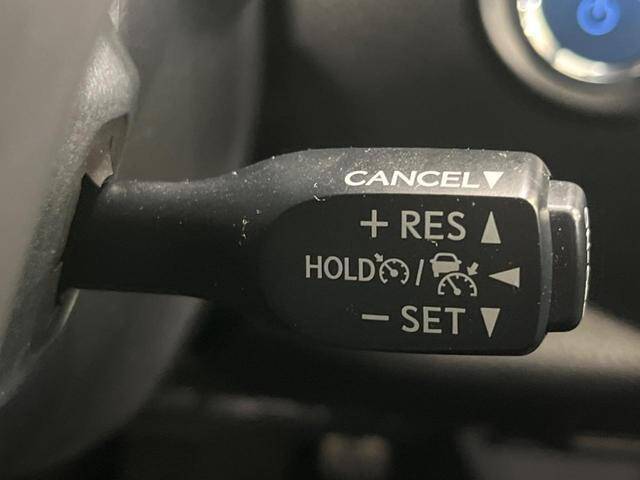 CANCEL▼
+ RES ▲
HOLD / ◀
− SET ▼